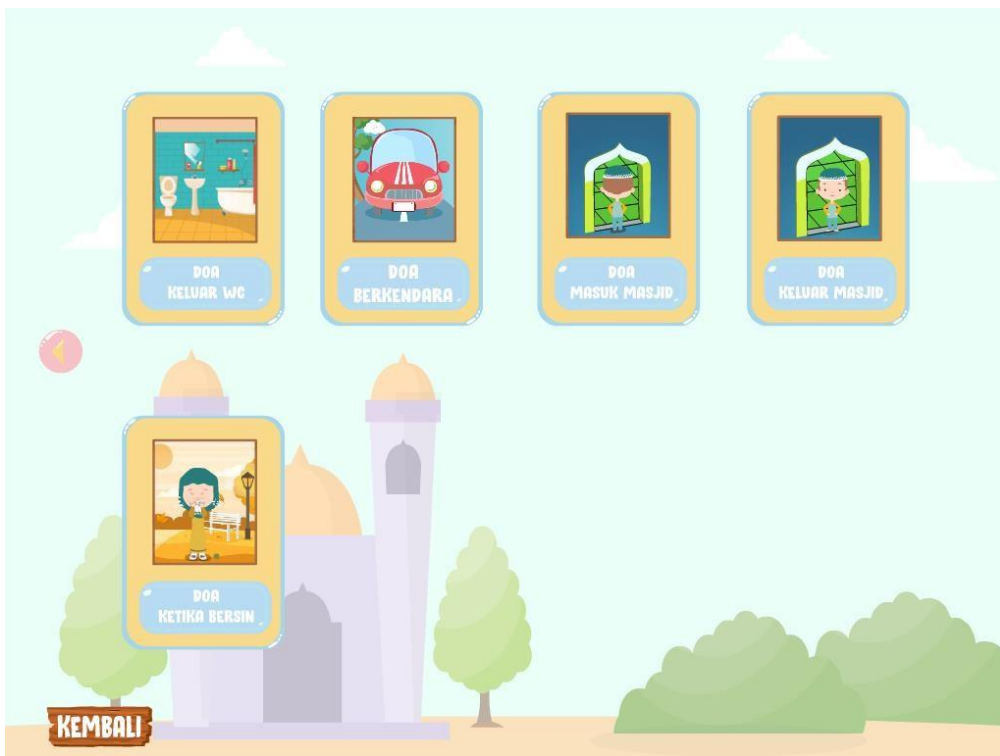 DOA
KELUAR WC
DOA
BERKENDARA
DOA
MASUK MASJID
DOA
KELUAR MASJID
DOA
KETIKA BERSIN
KEMBALI